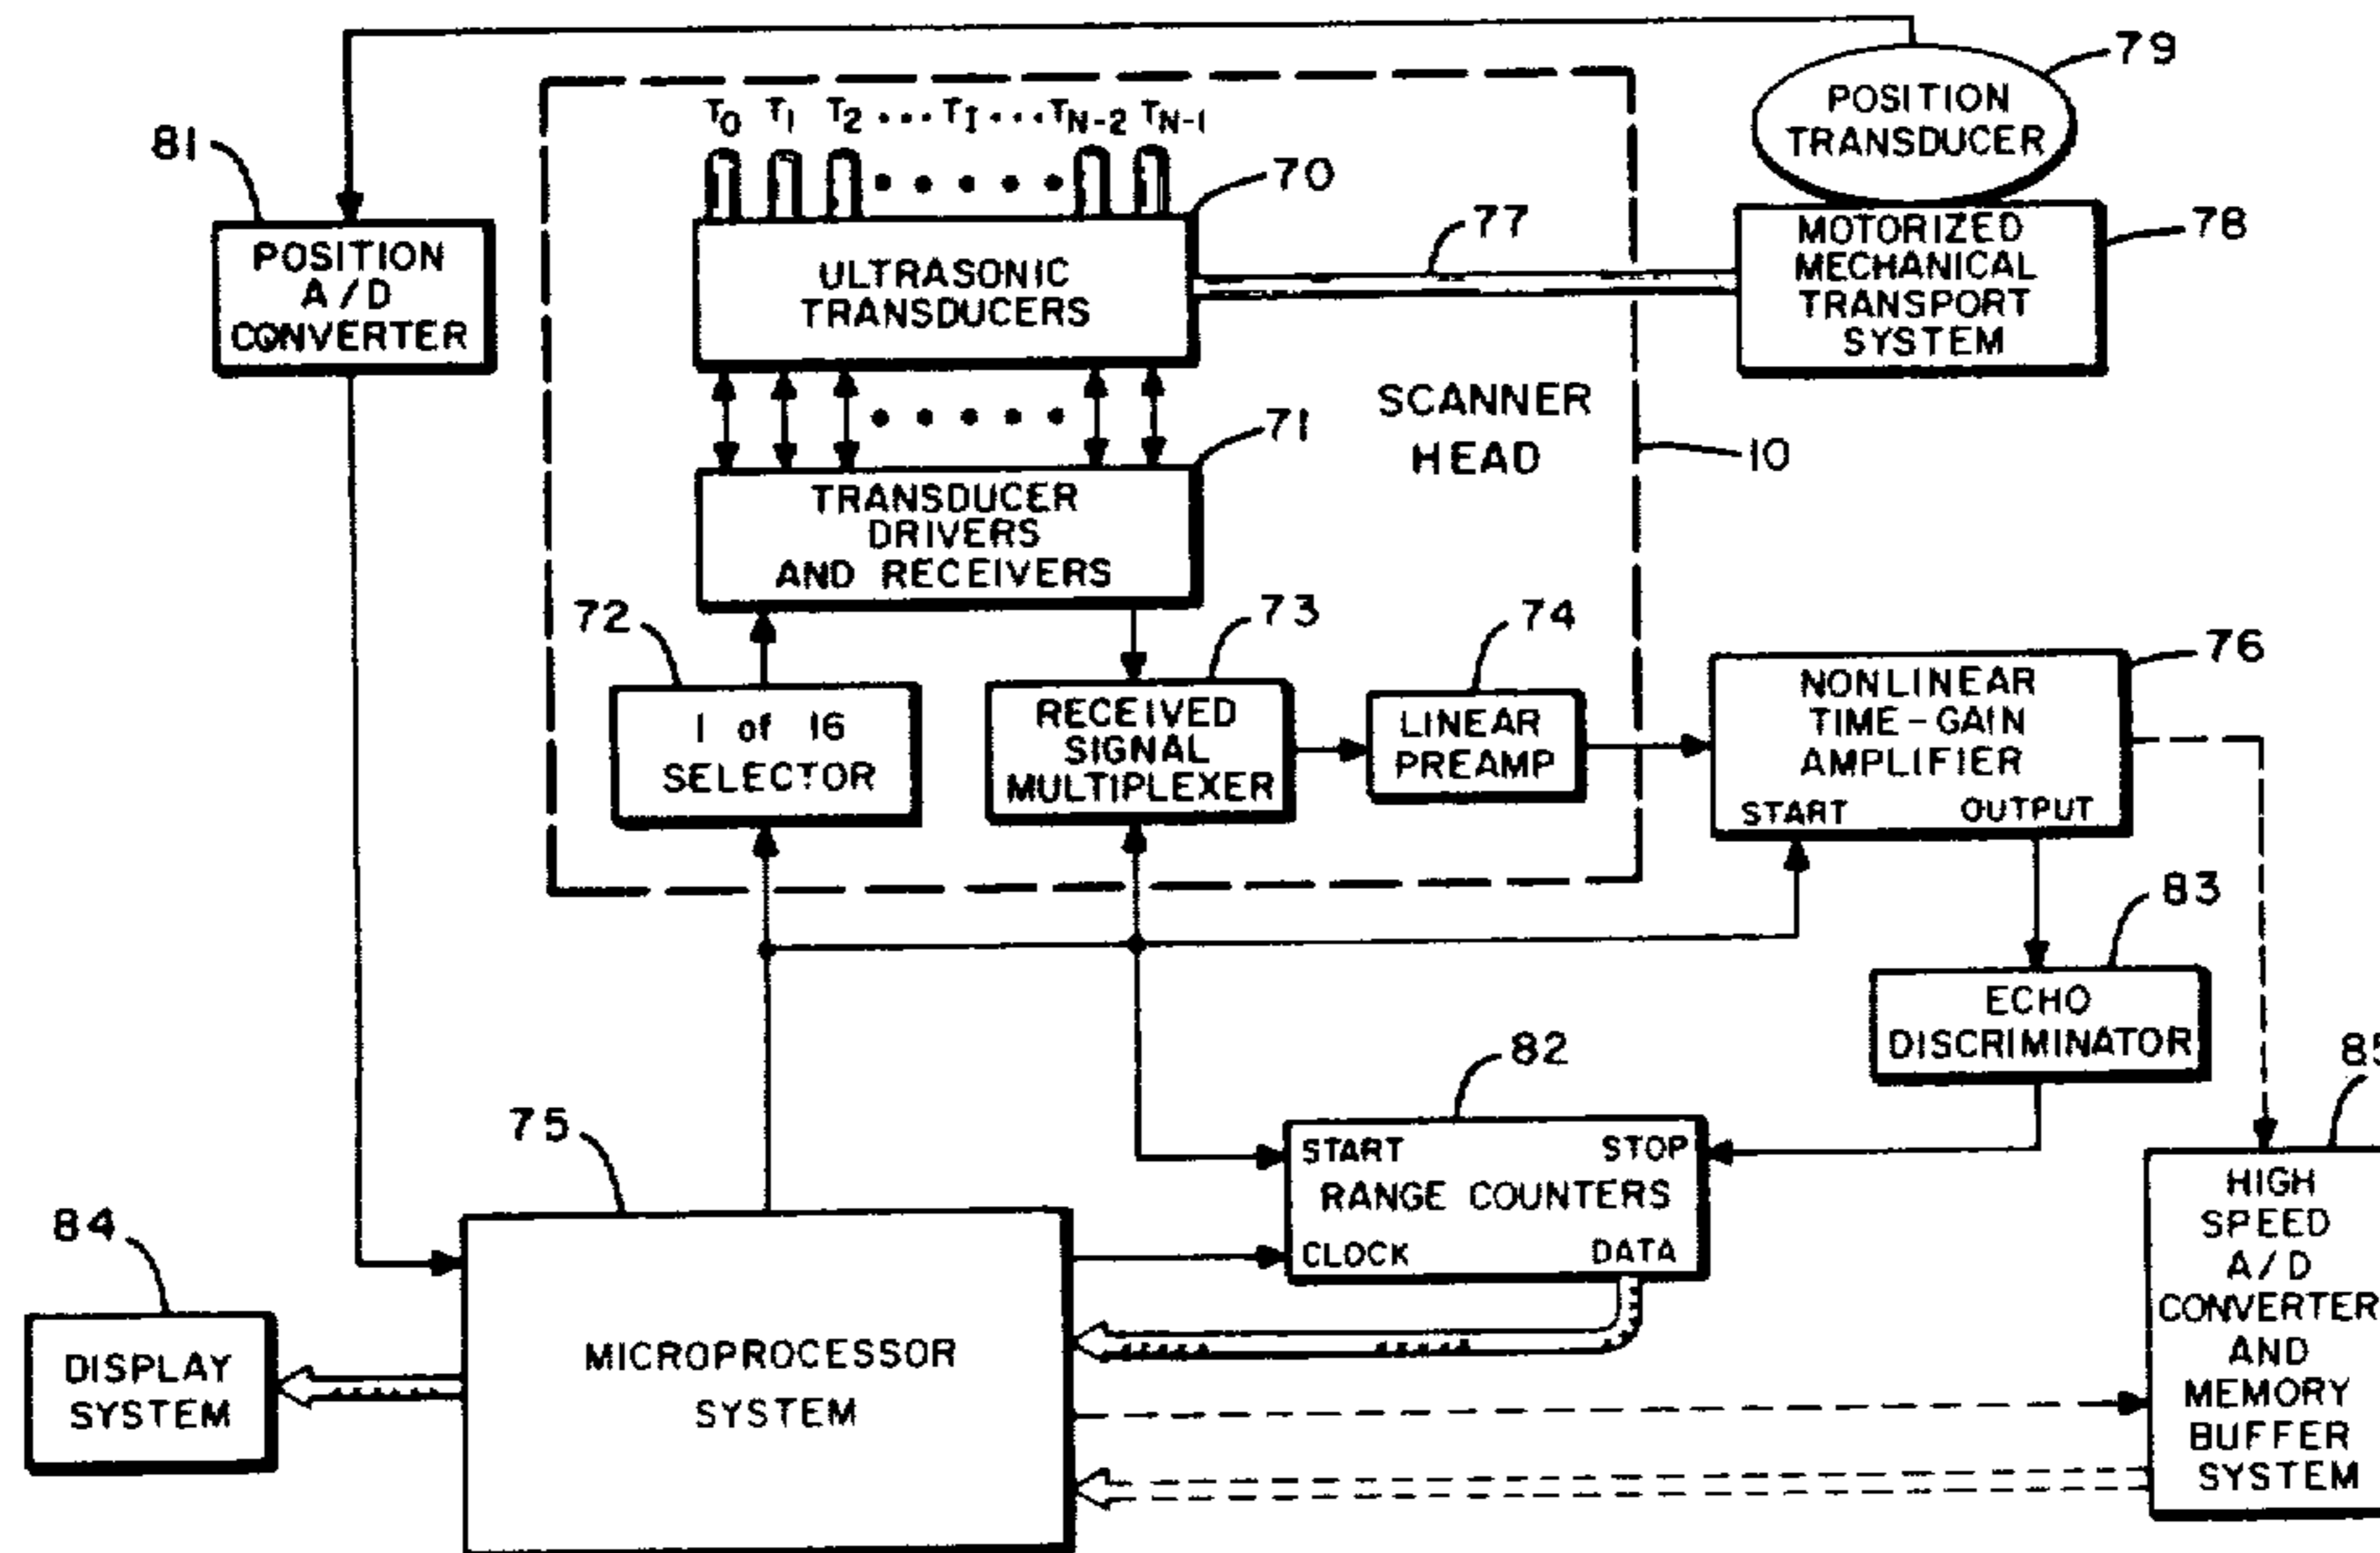 79
POSITION
TRANSDUCER
81
T0 T1 T2 ... TI ... TN-2 TN-1
70
77
78
POSITION
A/D
CONVERTER
ULTRASONIC
TRANSDUCERS
MOTORIZED
MECHANICAL
TRANSPORT
SYSTEM
SCANNER
HEAD
71
10
TRANSDUCER
DRIVERS
AND RECEIVERS
72
73
74
76
1 of 16
SELECTOR
RECEIVED
SIGNAL
MULTIPLEXER
LINEAR
PREAMP
NONLINEAR
TIME-GAIN
AMPLIFIER
START OUTPUT
83
ECHO
DISCRIMINATOR
82
85
75
START STOP
RANGE COUNTERS
CLOCK DATA
84
DISPLAY
SYSTEM
MICROPROCESSOR
SYSTEM
HIGH
SPEED
A/D
CONVERTER
AND
MEMORY
BUFFER
SYSTEM